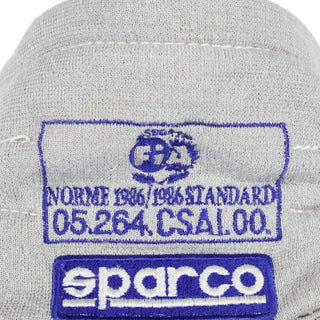 FIA
NORME 1986/1986 STANDARD
05.264.CSAI.00.
sparco